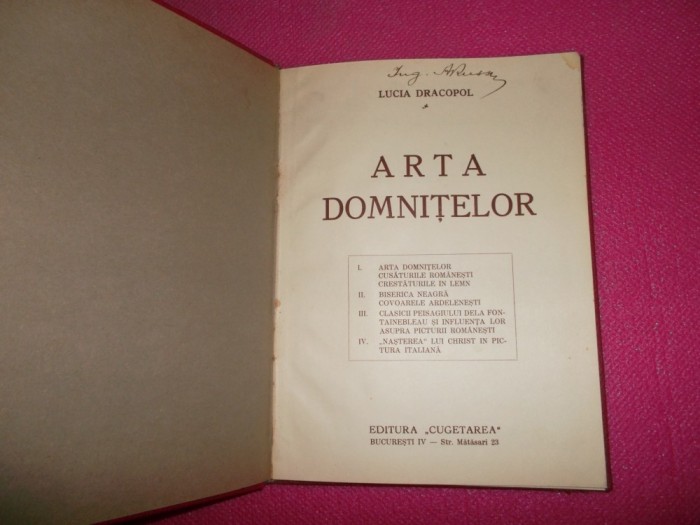 Ing.
LUCIA DRACOPOL
ARTA
DOMNIȚELOR
I. ARTA DOMNIȚELOR
CUSĂTURILE ROMÂNEȘTI
CRESTĂTURILE IN LEMN
II. BISERICA NEAGRĂ
COVOARELE ARDELENEȘTI
III. CLASICII PEISAGIULUI DELA FON-
TAINEBLEAU ȘI INFLUENȚA LOR
ASUPRA PICTURII ROMÂNEȘTI
IV. „NAȘTEREA" LUI CHRIST IN PIC-
TURA ITALIANĂ
EDITURA „CUGETAREA"
BUCUREȘTI IV — Str. Mătăsari 23